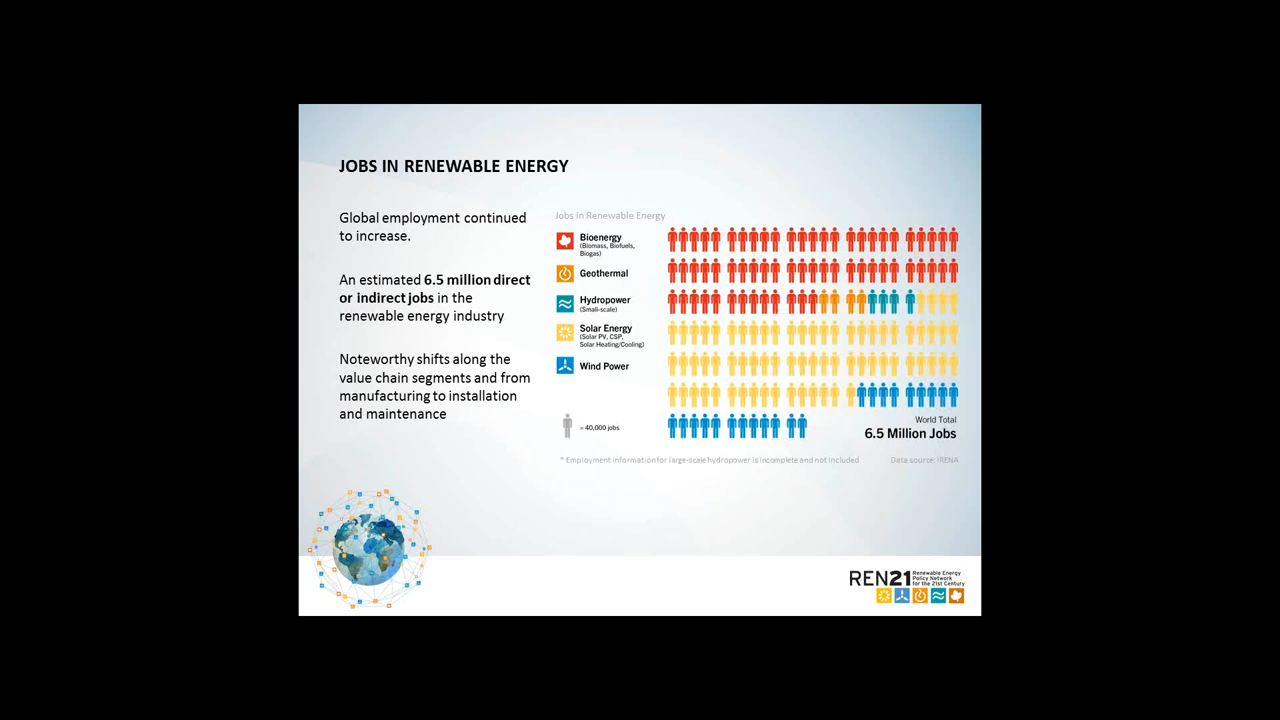 JOBS IN RENEWABLE ENERGY
Global employment continued
to increase.
An estimated 6.5 million direct
or indirect jobs in the
renewable energy industry
Noteworthy shifts along the
value chain segments and from
manufacturing to installation
and maintenance
Jobs in Renewable Energy
Bioenergy
(Biomass, Biofuels,
Biogas)
Geothermal
Hydropower
(Small-scale)
Solar Energy
(Solar PV, CSP,
Solar Heating/Cooling)
Wind Power
= 40,000 jobs
World Total
6.5 Million Jobs
* Employment information for large-scale hydropower is incomplete and not included
Data source: IRENA
REN21
Renewable Energy
Policy Network
for the 21st Century